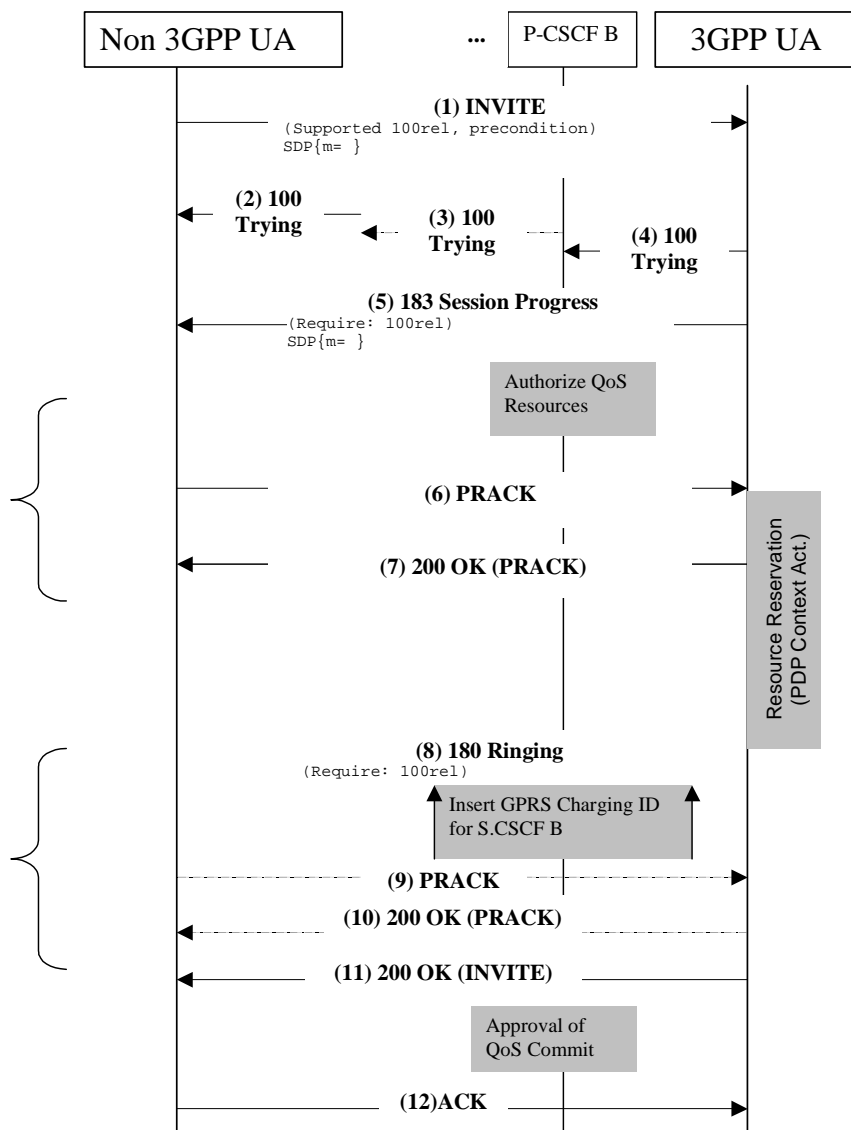 Non 3GPP UA
...
P-CSCF B
3GPP UA
(1) INVITE
(Supported 100rel, precondition)
SDP{m= }
(2) 100
Trying
(3) 100
Trying
(4) 100
Trying
(5) 183 Session Progress
(Require: 100rel)
SDP{m= }
Authorize QoS
Resources
(6) PRACK
(7) 200 OK (PRACK)
Resource Reservation
(PDP Context Act.)
(8) 180 Ringing
(Require: 100rel)
Insert GPRS Charging ID
for S.CSCF B
(9) PRACK
(10) 200 OK (PRACK)
(11) 200 OK (INVITE)
Approval of
QoS Commit
(12)ACK